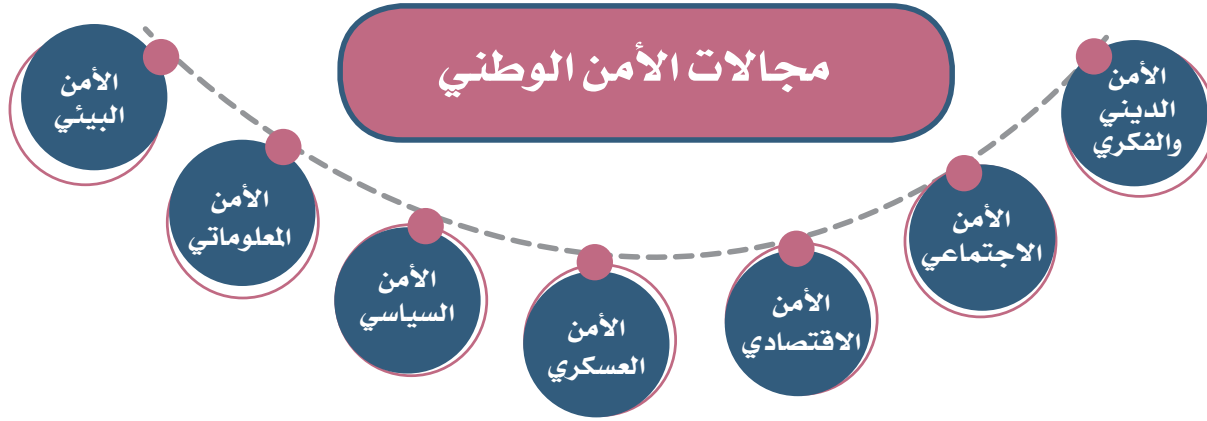 مجالات الأمن الوطني
الأمن
الديني
والفكري
الأمن
الاجتماعي
الأمن
الاقتصادي
الأمن
العسكري
الأمن
السياسي
الأمن
المعلوماتي
الأمن
البيئي